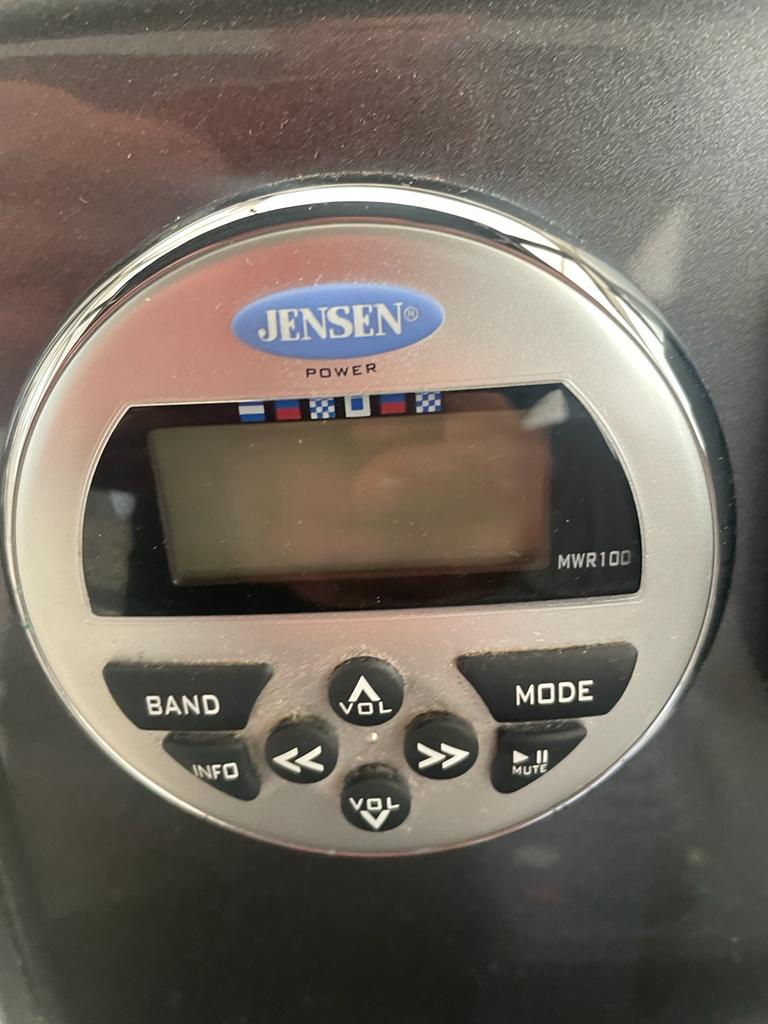 JENSEN®
POWER
MWR100
BAND
VOL
MODE
INFO
MUTE
VOL